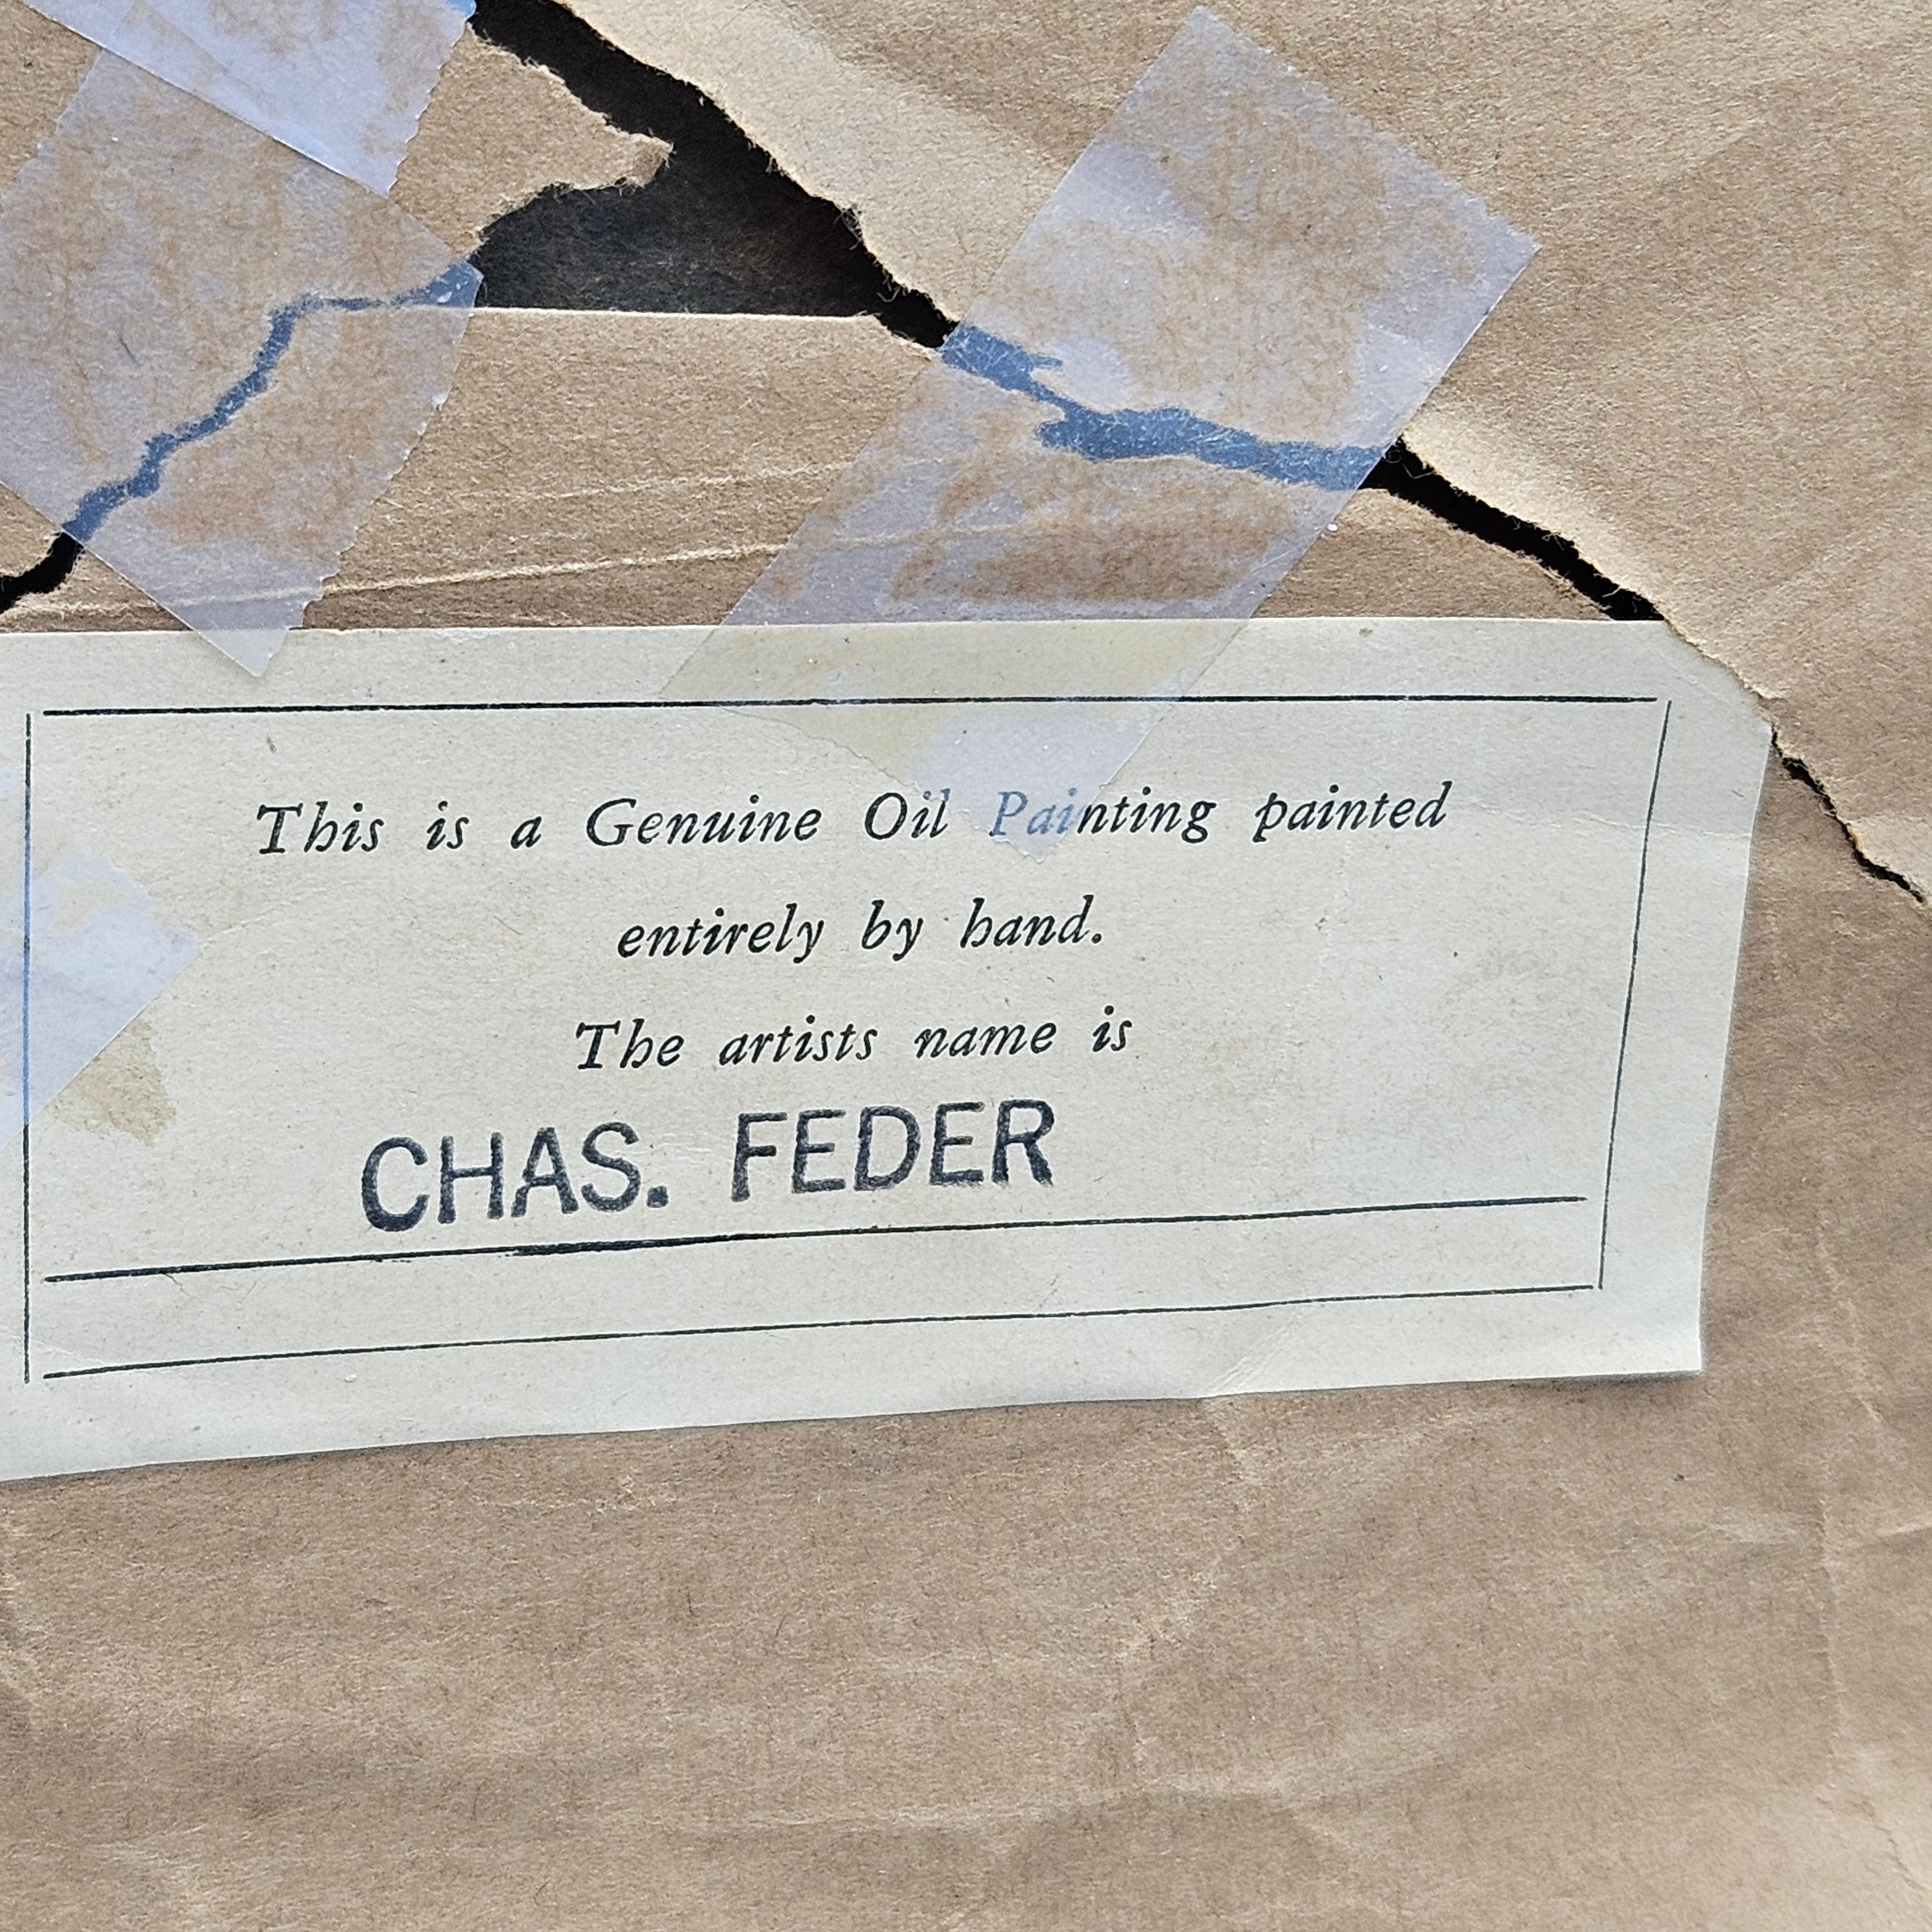 This is a Genuine Oil Painting painted
entirely by hand.
The artists name is
CHAS. FEDER